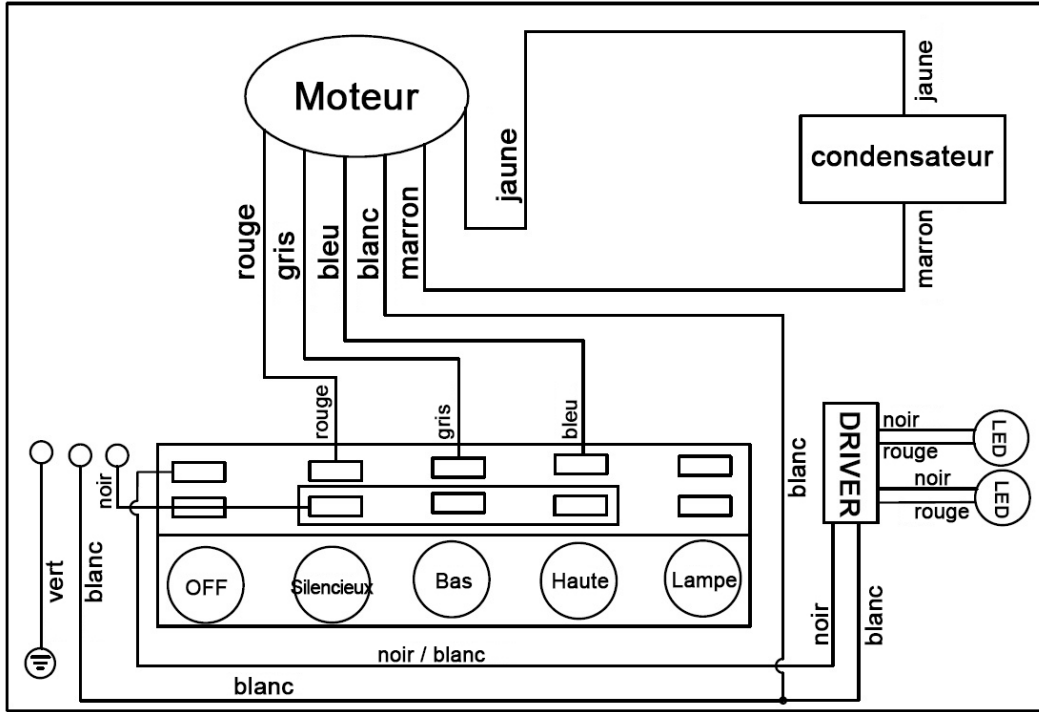 Moteur
jaune
jaune
condensateur
marron
rouge
gris
bleu
blanc
marron
rouge
gris
bleu
blanc
DRIVER
noir
rouge
LED
noir
rouge
LED
noir
vert
blanc
OFF
Silencieux
Bas
Haute
Lampe
noir
blanc
noir / blanc
blanc